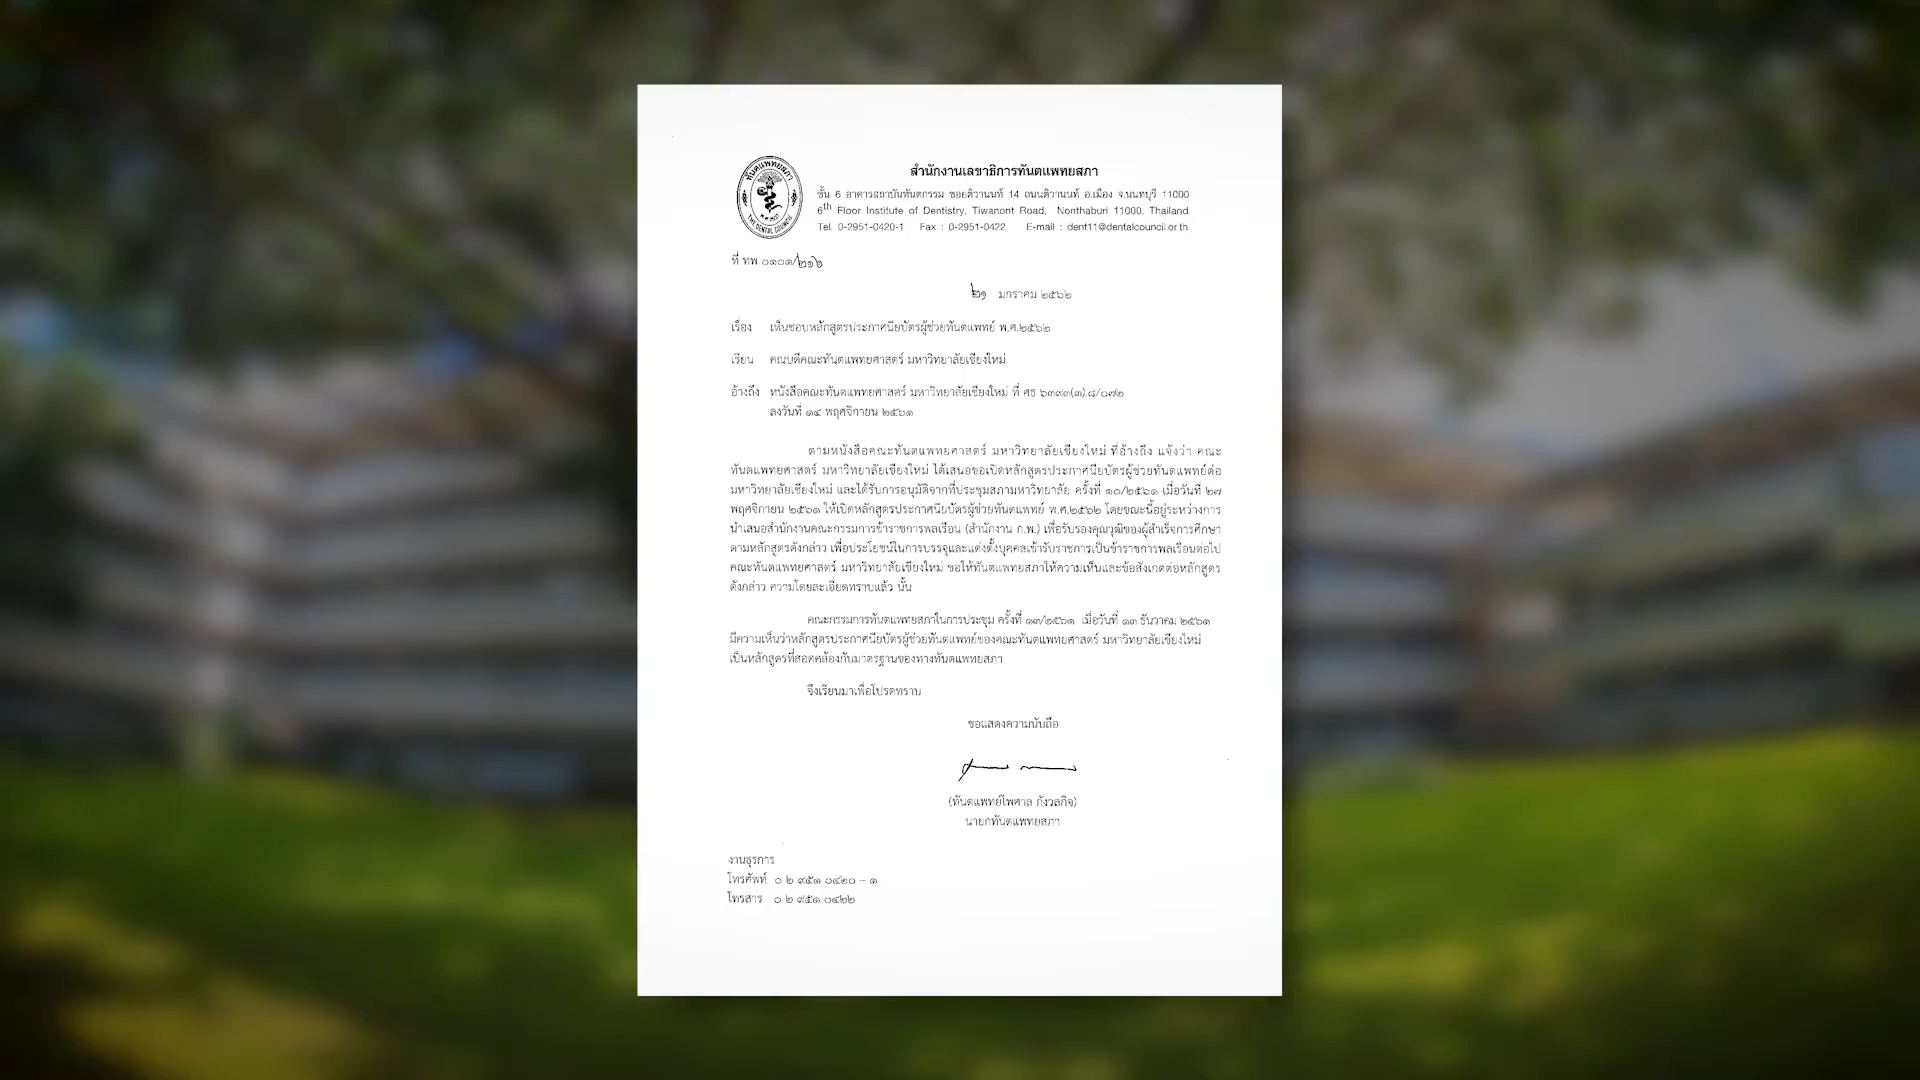 ทันตแพทยสภา
พ.ศ.๒๕๓๗
THE DENTAL COUNCIL
สำนักงานเลขาธิการทันตแพทยสภา
ชั้น 6 อาคารสถาบันทันตกรรม ซอยติวานนท์ 14 ถนนติวานนท์ อ.เมือง จ.นนทบุรี 11000
6th Floor Institute of Dentistry, Tiwanont Road, Nonthaburi 11000. Thailand.
Tel. 0-2951-0420-1 Fax : 0-2951-0422 E-mail : dent11@dentalcouncil.or.th
ที่ ทพ ๐๑๐๑/๒๑๖
๒๑ มกราคม ๒๕๖๒
เรื่อง เห็นชอบหลักสูตรประกาศนียบัตรผู้ช่วยทันตแพทย์ พ.ศ.๒๕๖๒
เรียน คณบดีคณะทันตแพทยศาสตร์ มหาวิทยาลัยเชียงใหม่
อ้างถึง หนังสือคณะทันตแพทยศาสตร์ มหาวิทยาลัยเชียงใหม่ ที่ ศธ ๖๓๙๓(๓).๘/๐๗๒
ลงวันที่ ๑๔ พฤศจิกายน ๒๕๖๑
ตามหนังสือคณะทันตแพทยศาสตร์ มหาวิทยาลัยเชียงใหม่ ที่อ้างถึง แจ้งว่า คณะ
ทันตแพทยศาสตร์ มหาวิทยาลัยเชียงใหม่ ได้เสนอขอเปิดหลักสูตรประกาศนียบัตรผู้ช่วยทันตแพทย์ต่อ
มหาวิทยาลัยเชียงใหม่ และได้รับการอนุมัติจากที่ประชุมสภามหาวิทยาลัย ครั้งที่ ๑๐/๒๕๖๑ เมื่อวันที่ ๒๗
พฤศจิกายน ๒๕๖๑ ให้เปิดหลักสูตรประกาศนียบัตรผู้ช่วยทันตแพทย์ พ.ศ.๒๕๖๒ โดยขณะนี้อยู่ระหว่างการ
นำเสนอสำนักงานคณะกรรมการข้าราชการพลเรือน (สำนักงาน ก.พ.) เพื่อรับรองคุณวุฒิของผู้สำเร็จการศึกษา
ตามหลักสูตรดังกล่าว เพื่อประโยชน์ในการบรรจุและแต่งตั้งบุคคลเข้ารับราชการเป็นข้าราชการพลเรือนต่อไป
คณะทันตแพทยศาสตร์ มหาวิทยาลัยเชียงใหม่ ขอให้ทันตแพทยสภาให้ความเห็นและข้อสังเกตต่อหลักสูตร
ดังกล่าว ความโดยละเอียดทราบแล้ว นั้น
คณะกรรมการทันตแพทยสภาในการประชุม ครั้งที่ ๑๓/๒๕๖๑ เมื่อวันที่ ๑๓ ธันวาคม ๒๕๖๑
มีความเห็นว่าหลักสูตรประกาศนียบัตรผู้ช่วยทันตแพทย์ของคณะทันตแพทยศาสตร์ มหาวิทยาลัยเชียงใหม่
เป็นหลักสูตรที่สอดคล้องกับมาตรฐานของทางทันตแพทยสภา
จึงเรียนมาเพื่อโปรดทราบ
ขอแสดงความนับถือ
(ทันตแพทย์ไพศาล กังวลกิจ)
นายกทันตแพทยสภา
งานธุรการ
โทรศัพท์ ๐ ๒ ๙๕๑ ๐๔๒๐ – ๑
โทรสาร ๐ ๒ ๙๕๑ ๐๔๒๒